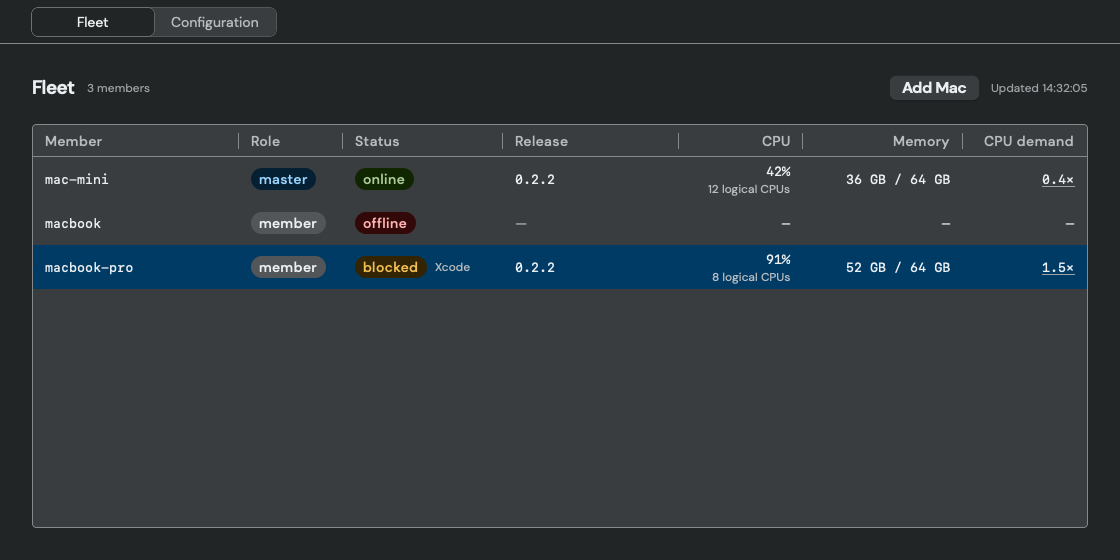 Fleet Configuration
Fleet 3 members Add Mac Updated 14:32:05
Member Role Status Release CPU Memory CPU demand
mac-mini master online 0.2.2 42% 36 GB / 64 GB 0.4×
12 logical CPUs
macbook member offline — — — —
macbook-pro member blocked Xcode 0.2.2 91% 52 GB / 64 GB 1.5×
8 logical CPUs